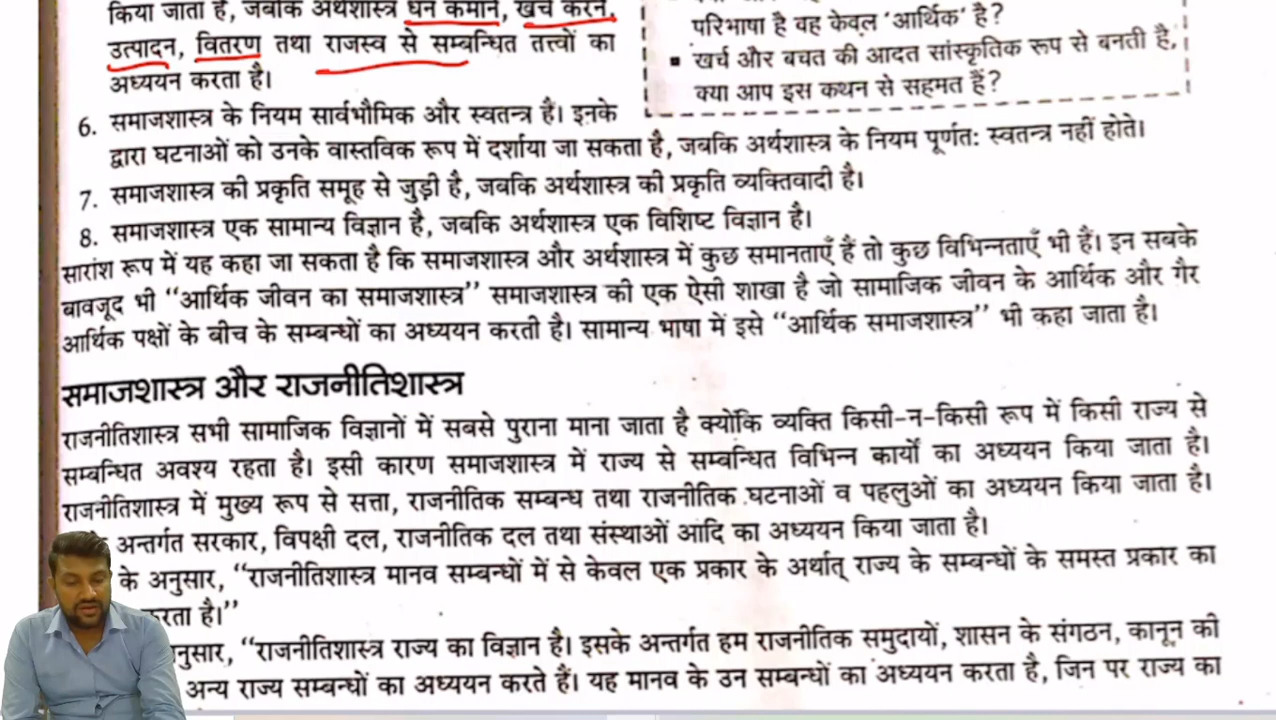 किया जाता है, जबकि अर्थशास्त्र धन कमाने, खर्च करने,
उत्पादन, वितरण तथा राजस्व से सम्बन्धित तत्त्वों का
अध्ययन करता है।
परिभाषा है वह केवल ‘आर्थिक’ है?
▪ खर्च और बचत की आदत सांस्कृतिक रूप से बनती है,
क्या आप इस कथन से सहमत हैं?
6. समाजशास्त्र के नियम सार्वभौमिक और स्वतन्त्र हैं। इनके
द्वारा घटनाओं को उनके वास्तविक रूप में दर्शाया जा सकता है, जबकि अर्थशास्त्र के नियम पूर्णत: स्वतन्त्र नहीं होते।
7. समाजशास्त्र की प्रकृति समूह से जुड़ी है, जबकि अर्थशास्त्र की प्रकृति व्यक्तिवादी है।
8. समाजशास्त्र एक सामान्य विज्ञान है, जबकि अर्थशास्त्र एक विशिष्ट विज्ञान है।
सारांश रूप में यह कहा जा सकता है कि समाजशास्त्र और अर्थशास्त्र में कुछ समानताएँ हैं तो कुछ विभिन्नताएँ भी हैं। इन सबके
बावजूद भी “आर्थिक जीवन का समाजशास्त्र” समाजशास्त्र की एक ऐसी शाखा है जो सामाजिक जीवन के आर्थिक और गैर
आर्थिक पक्षों के बीच के सम्बन्धों का अध्ययन करती है। सामान्य भाषा में इसे “आर्थिक समाजशास्त्र” भी कहा जाता है।
समाजशास्त्र और राजनीतिशास्त्र
राजनीतिशास्त्र सभी सामाजिक विज्ञानों में सबसे पुराना माना जाता है क्योंकि व्यक्ति किसी-न-किसी रूप में किसी राज्य से
सम्बन्धित अवश्य रहता है। इसी कारण समाजशास्त्र में राज्य से सम्बन्धित विभिन्न कार्यों का अध्ययन किया जाता है।
राजनीतिशास्त्र में मुख्य रूप से सत्ता, राजनीतिक सम्बन्ध तथा राजनीतिक घटनाओं व पहलुओं का अध्ययन किया जाता है।
अन्तर्गत सरकार, विपक्षी दल, राजनीतिक दल तथा संस्थाओं आदि का अध्ययन किया जाता है।
के अनुसार, “राजनीतिशास्त्र मानव सम्बन्धों में से केवल एक प्रकार के अर्थात् राज्य के सम्बन्धों के समस्त प्रकार का
है।”
“राजनीतिशास्त्र राज्य का विज्ञान है। इसके अन्तर्गत हम राजनीतिक समुदायों, शासन के संगठन, कानून की
अन्य राज्य सम्बन्धों का अध्ययन करते हैं। यह मानव के उन सम्बन्धों का अध्ययन करता है, जिन पर राज्य का